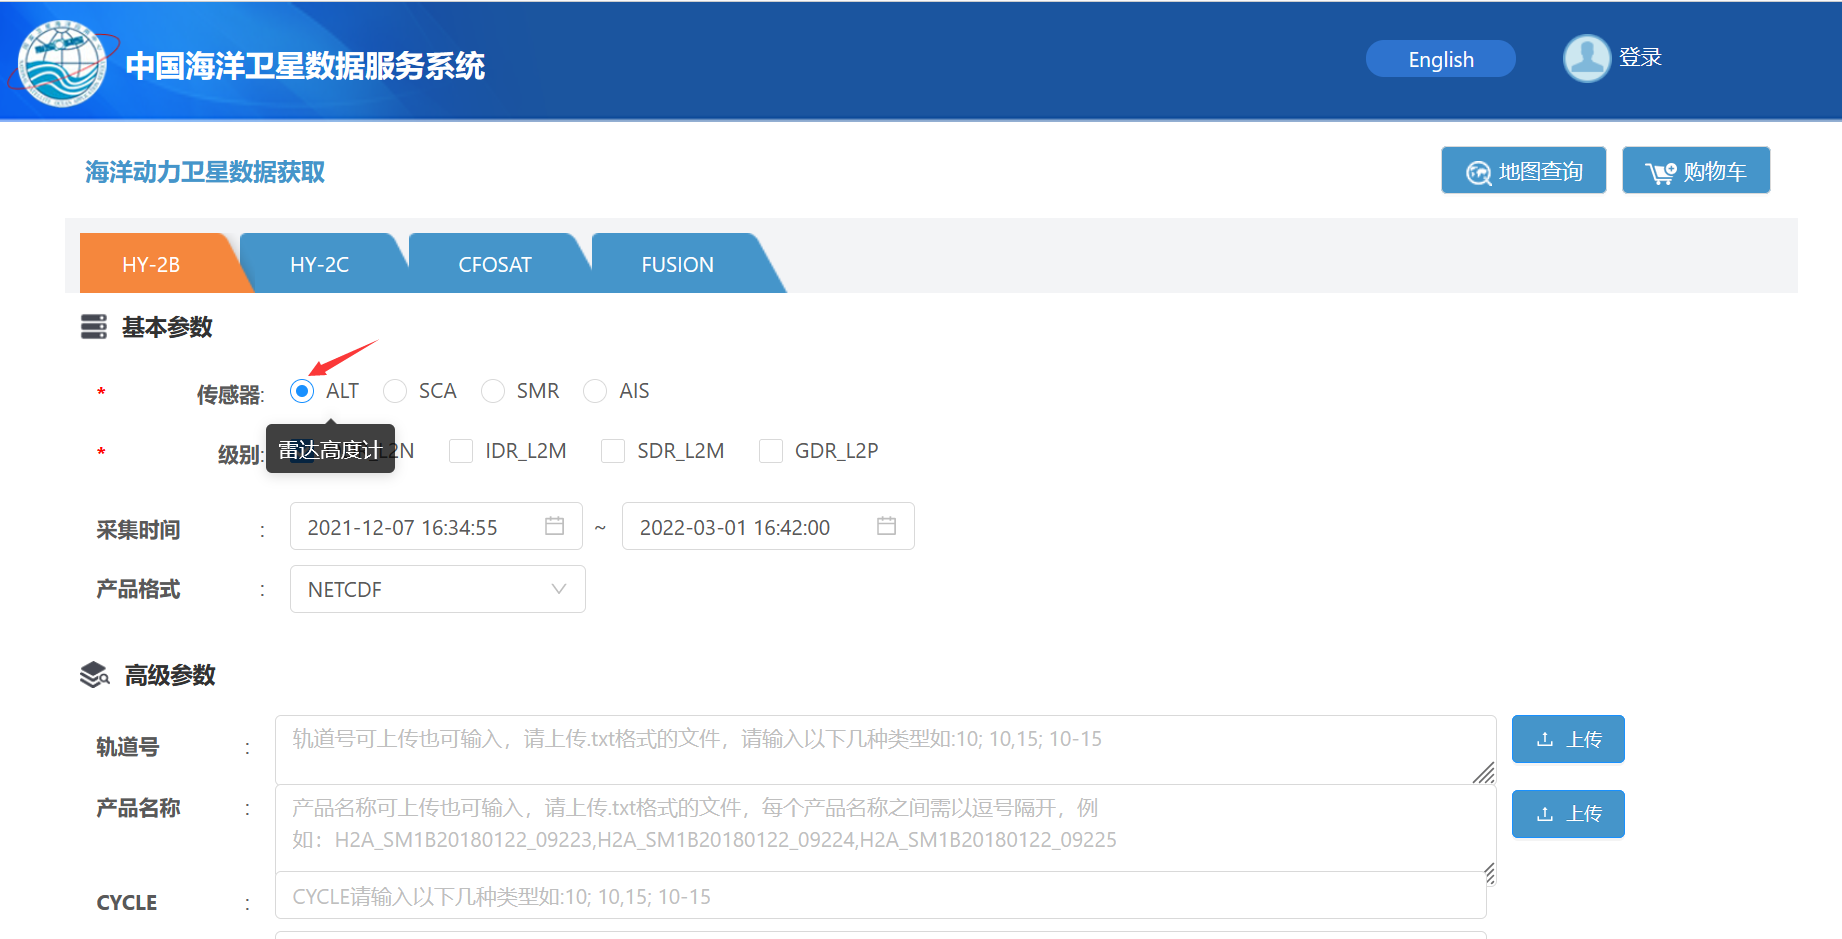 中国海洋卫星数据服务系统
English
登录
海洋动力卫星数据获取
地图查询
购物车
HY-2B
HY-2C
CFOSAT
FUSION
基本参数
* 传感器: ALT SCA SMR AIS
雷达高度计
* 级别: L2N IDR_L2M SDR_L2M GDR_L2P
采集时间 : 2021-12-07 16:34:55 ~ 2022-03-01 16:42:00
产品格式 : NETCDF
高级参数
轨道号 : 轨道号可上传也可输入，请上传.txt格式的文件，请输入以下几种类型如:10; 10,15; 10-15
上传
产品名称 : 产品名称可上传也可输入，请上传.txt格式的文件，每个产品名称之间需以逗号隔开，例
如：H2A_SM1B20180122_09223,H2A_SM1B20180122_09224,H2A_SM1B20180122_09225
上传
CYCLE : CYCLE请输入以下几种类型如:10; 10,15; 10-15